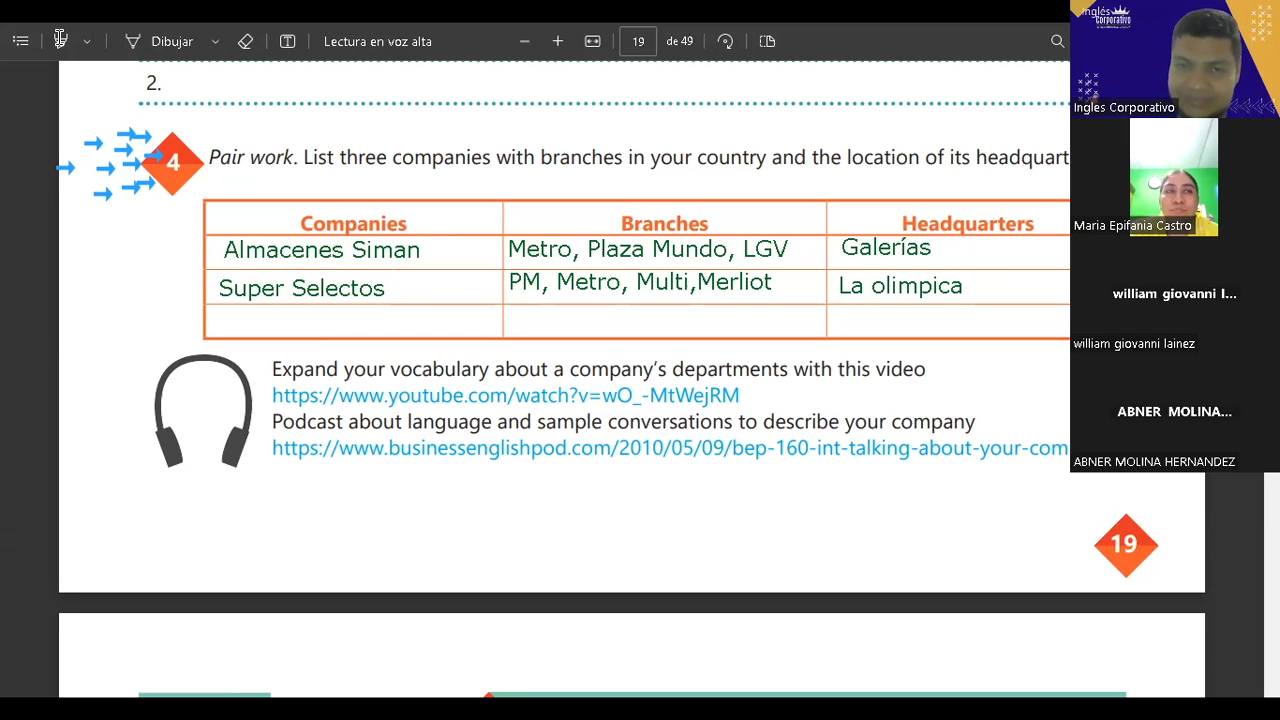 Dibujar
Lectura en voz alta
19
de 49
2.
4
Pair work. List three companies with branches in your country and the location of its headquart
Companies Branches Headquarters
Almacenes Siman Metro, Plaza Mundo, LGV Galerías
Super Selectos PM, Metro, Multi,Merliot La olimpica
Expand your vocabulary about a company's departments with this video
https://www.youtube.com/watch?v=wO_-MtWejRM
Podcast about language and sample conversations to describe your company
https://www.businessenglishpod.com/2010/05/09/bep-160-int-talking-about-your-com
19
Inglés
Corporativo
Ingles Corporativo
Maria Epifania Castro
william giovanni l...
william giovanni lainez
ABNER MOLINA...
ABNER MOLINA HERNANDEZ